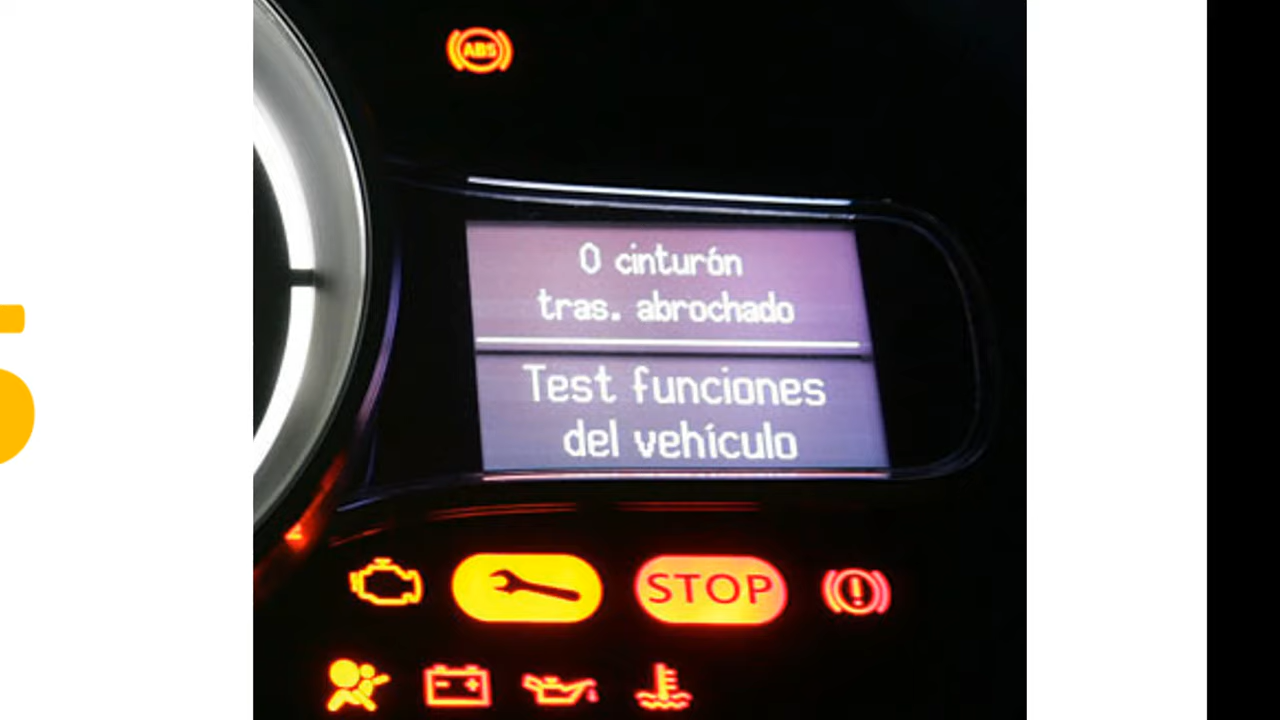 ABS
0 cinturón
tras. abrochado
Test funciones
del vehículo
STOP